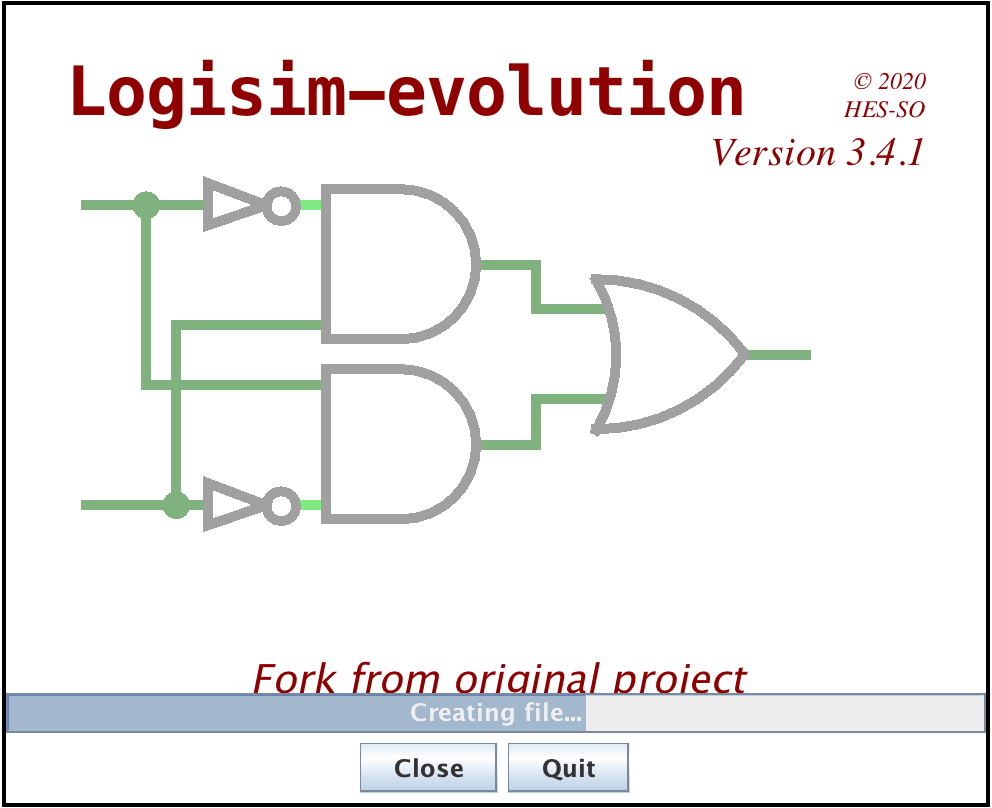 Logisim-evolution
© 2020
HES-SO
Version 3.4.1
Fork from original project
Creating file...
Close
Quit